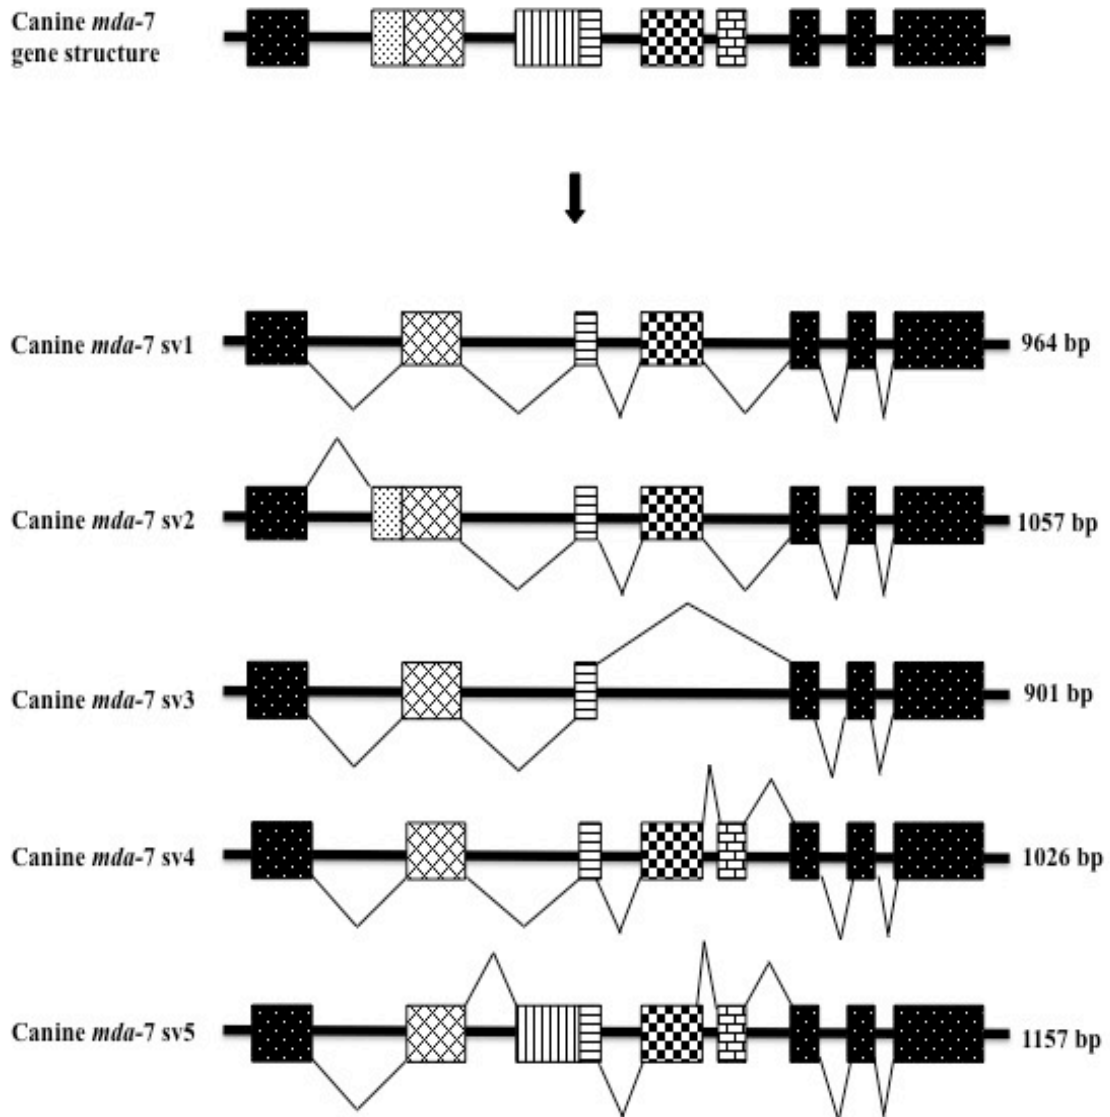 Canine mda-7
gene structure
Canine mda-7 sv1
964 bp
Canine mda-7 sv2
1057 bp
Canine mda-7 sv3
901 bp
Canine mda-7 sv4
1026 bp
Canine mda-7 sv5
1157 bp